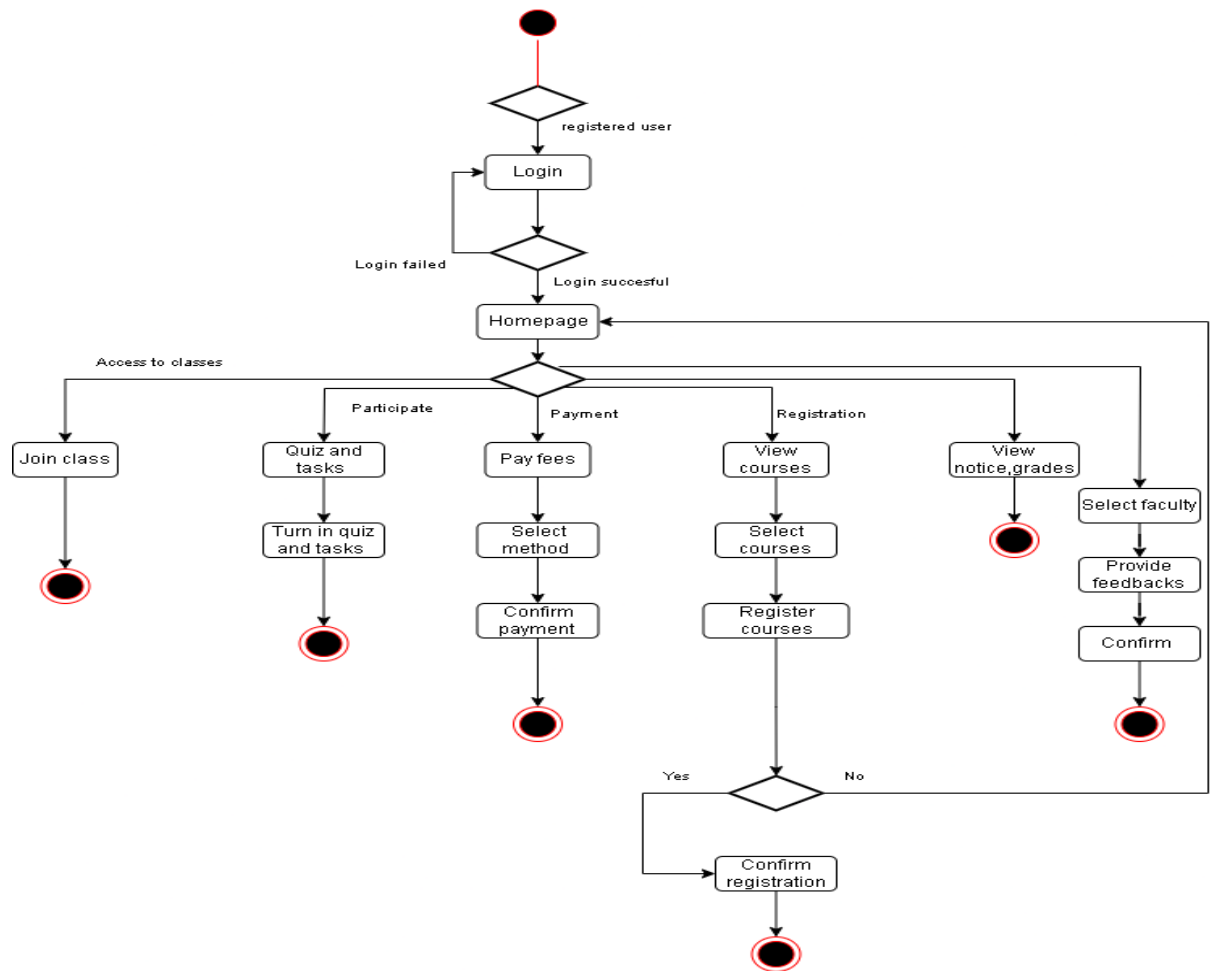 registered user
Login
Login failed
Login succesful
Homepage
Access to classes
Participate
Payment
Registration
Join class
Quiz and
tasks
Pay fees
View
courses
View
notice,grades
Select faculty
Turn in quiz
and tasks
Select
method
Select
courses
Provide
feedbacks
Confirm
payment
Register
courses
Confirm
Yes
No
Confirm
registration